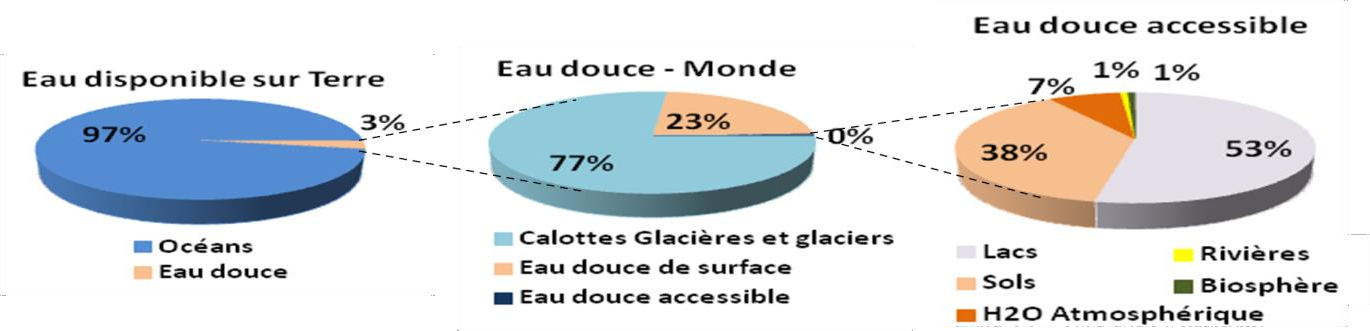 Eau disponible sur Terre
97%
3%
Océans
Eau douce
Eau douce - Monde
23%
0%
77%
Calottes Glacières et glaciers
Eau douce de surface
Eau douce accessible
Eau douce accessible
7%
1%
1%
38%
53%
Lacs
Rivières
Sols
Biosphère
H2O Atmosphérique